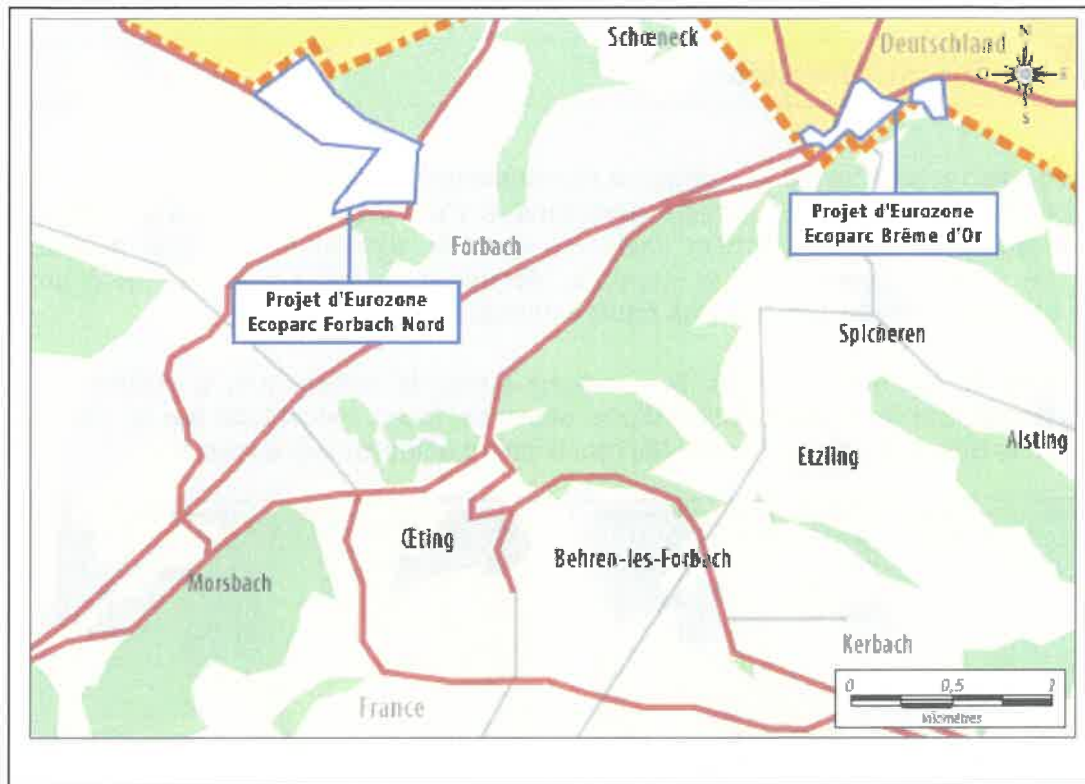 Schœneck
Deutschland
N
S
Projet d'Eurozone
Ecoparc Brême d'Or
Forbach
Projet d'Eurozone
Ecoparc Forbach Nord
Spicheren
Alsting
Etzling
Œting
Behren-les-Forbach
Morsbach
Kerbach
France
0 0,5 1
kilomètres